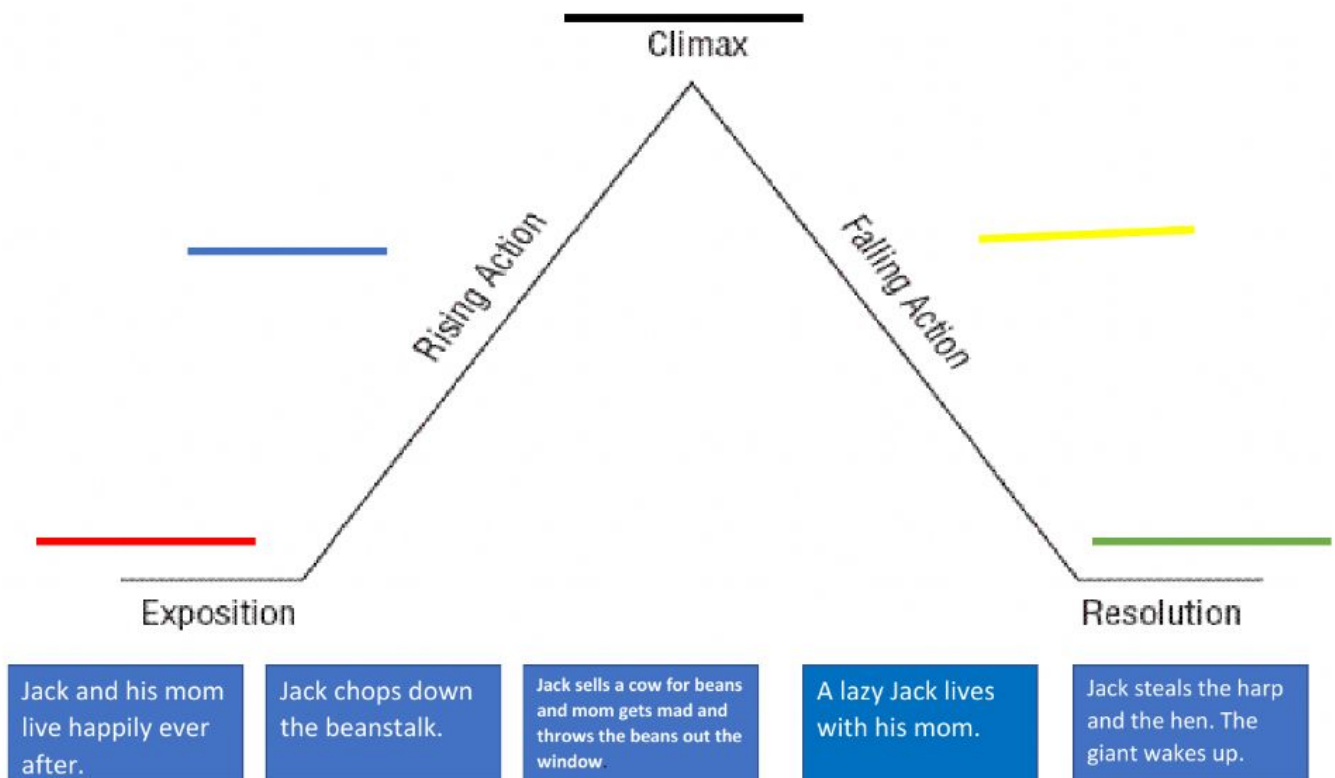 Climax
Rising Action
Falling Action
Exposition
Resolution
Jack and his mom
live happily ever
after.
Jack chops down
the beanstalk.
Jack sells a cow for beans
and mom gets mad and
throws the beans out the
window.
A lazy Jack lives
with his mom.
Jack steals the harp
and the hen. The
giant wakes up.